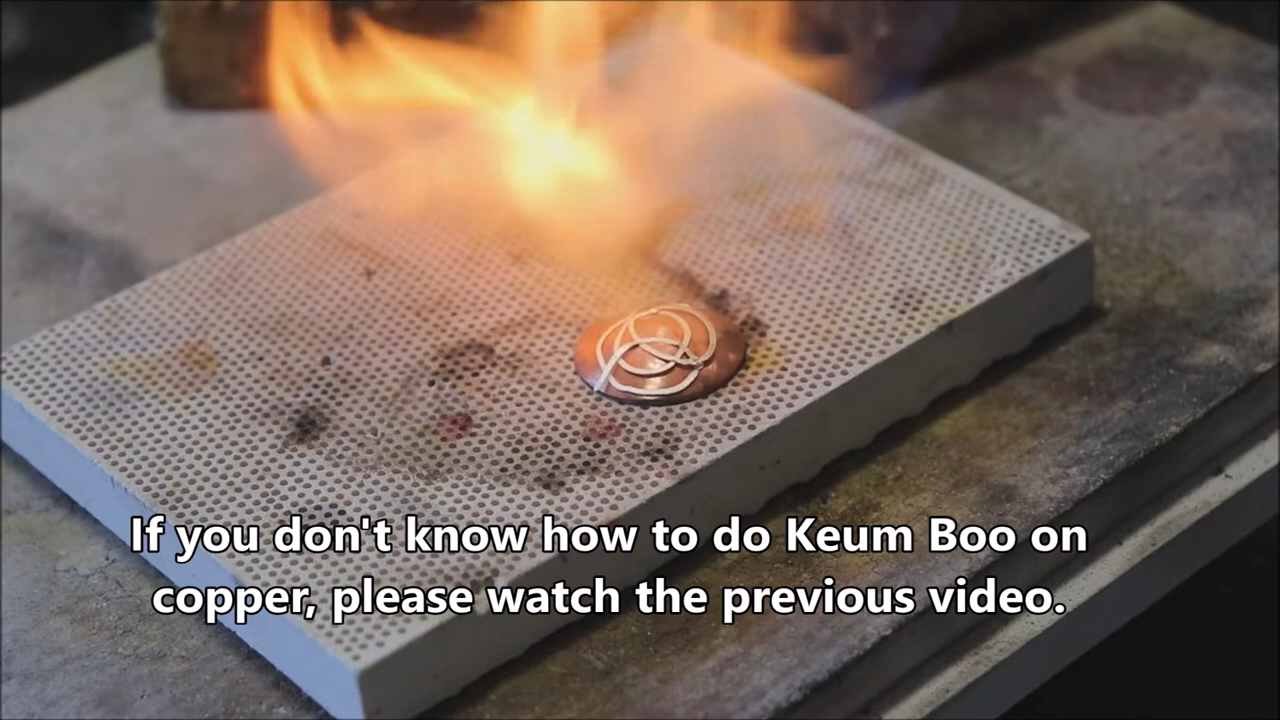 If you don't know how to do Keum Boo on
copper, please watch the previous video.